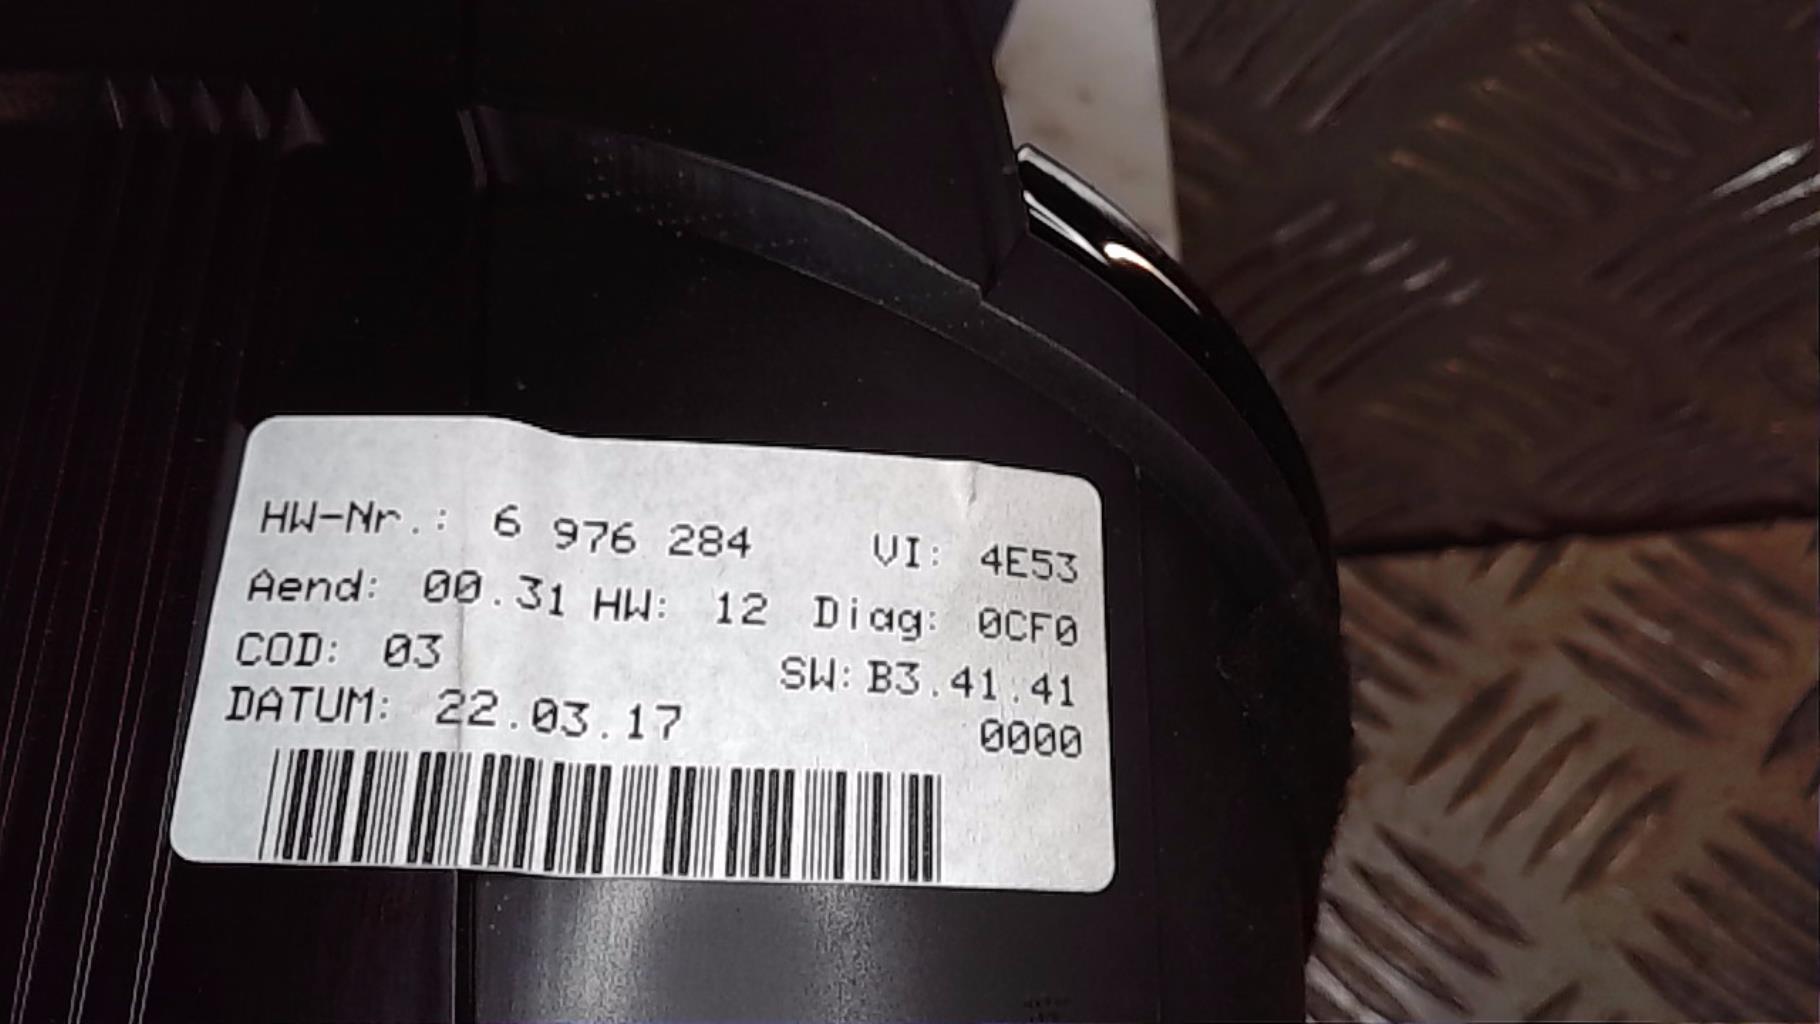 HW-Nr.: 6 976 284 VI: 4E53
Aend: 00.31 HW: 12 Diag: 0CF0
COD: 03 SW: B3.41.41
DATUM: 22.03.17 0000